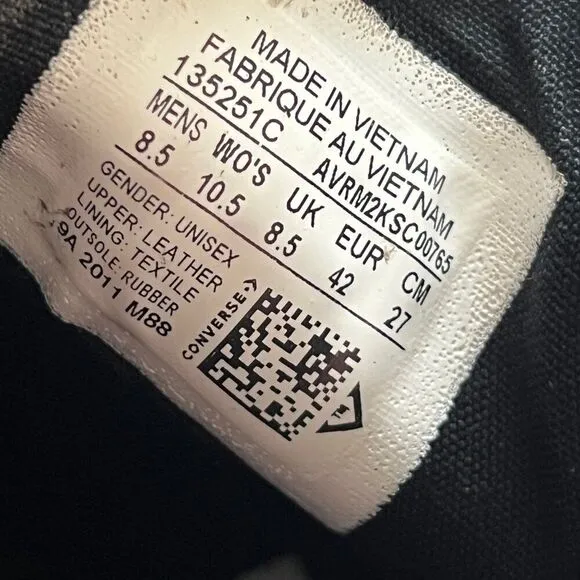 MADE IN VIETNAM
FABRIQUE AU VIETNAM
135251C AVRM2KSC00765
MENS WO'S UK EUR CM
8.5 10.5 8.5 42 27
GENDER: UNISEX
UPPER: LEATHER
LINING: TEXTILE
OUTSOLE: RUBBER
9A 2011 M88
CONVERSE